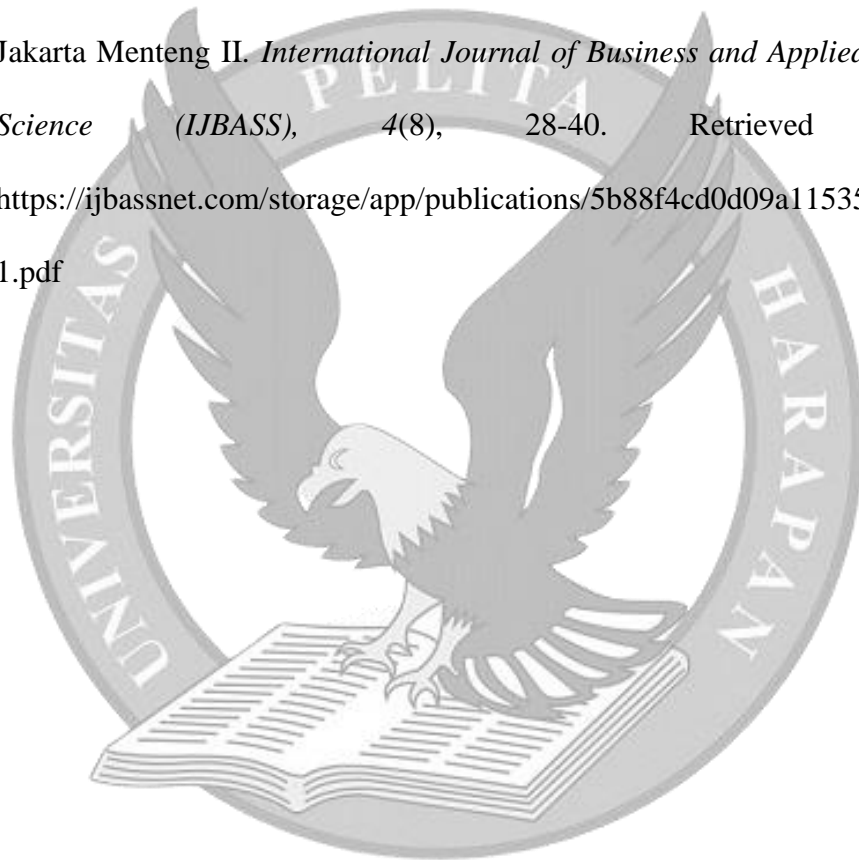 Jakarta Menteng II. International Journal of Business and Applied
Science (IJBASS), 4(8), 28-40. Retrieved
https://ijbassnet.com/storage/app/publications/5b88f4cd0d09a11535
1.pdf
UNIVERSITAS PELITA HARAPAN